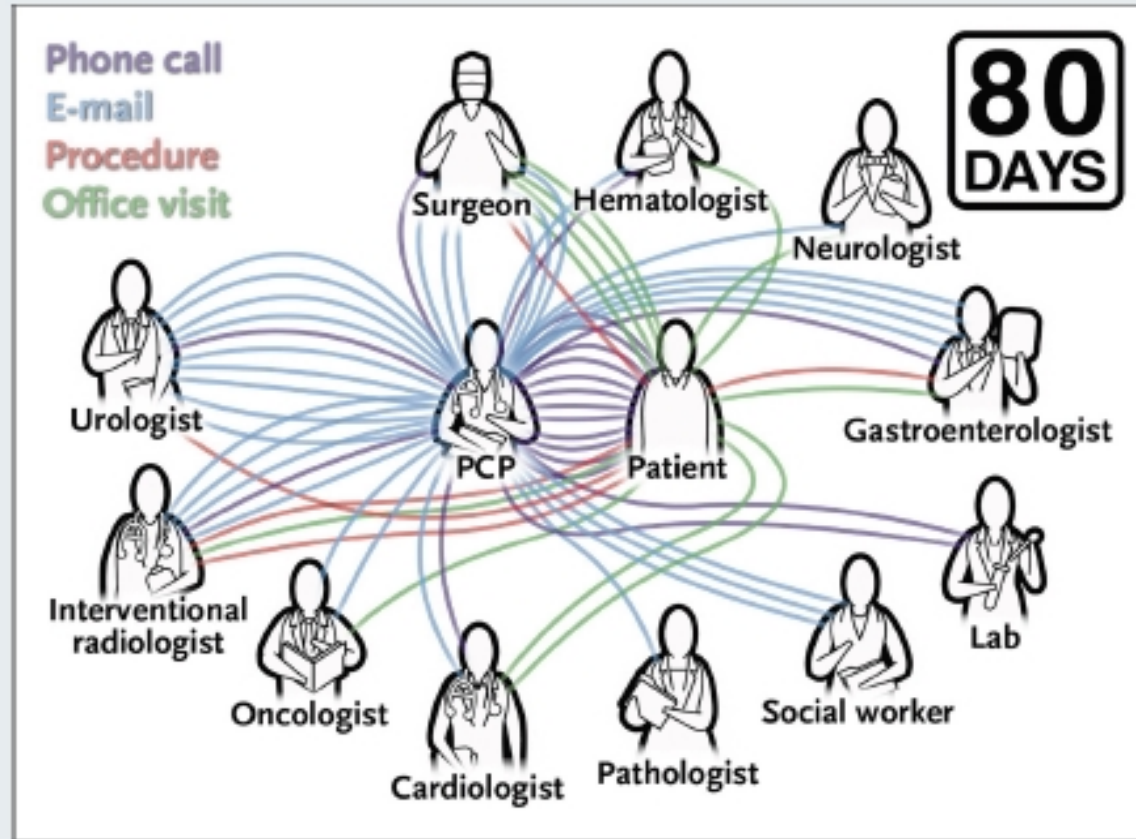 Phone call
E-mail
Procedure
Office visit
80
DAYS
Surgeon
Hematologist
Neurologist
Urologist
PCP
Patient
Gastroenterologist
Interventional
radiologist
Oncologist
Cardiologist
Pathologist
Social worker
Lab